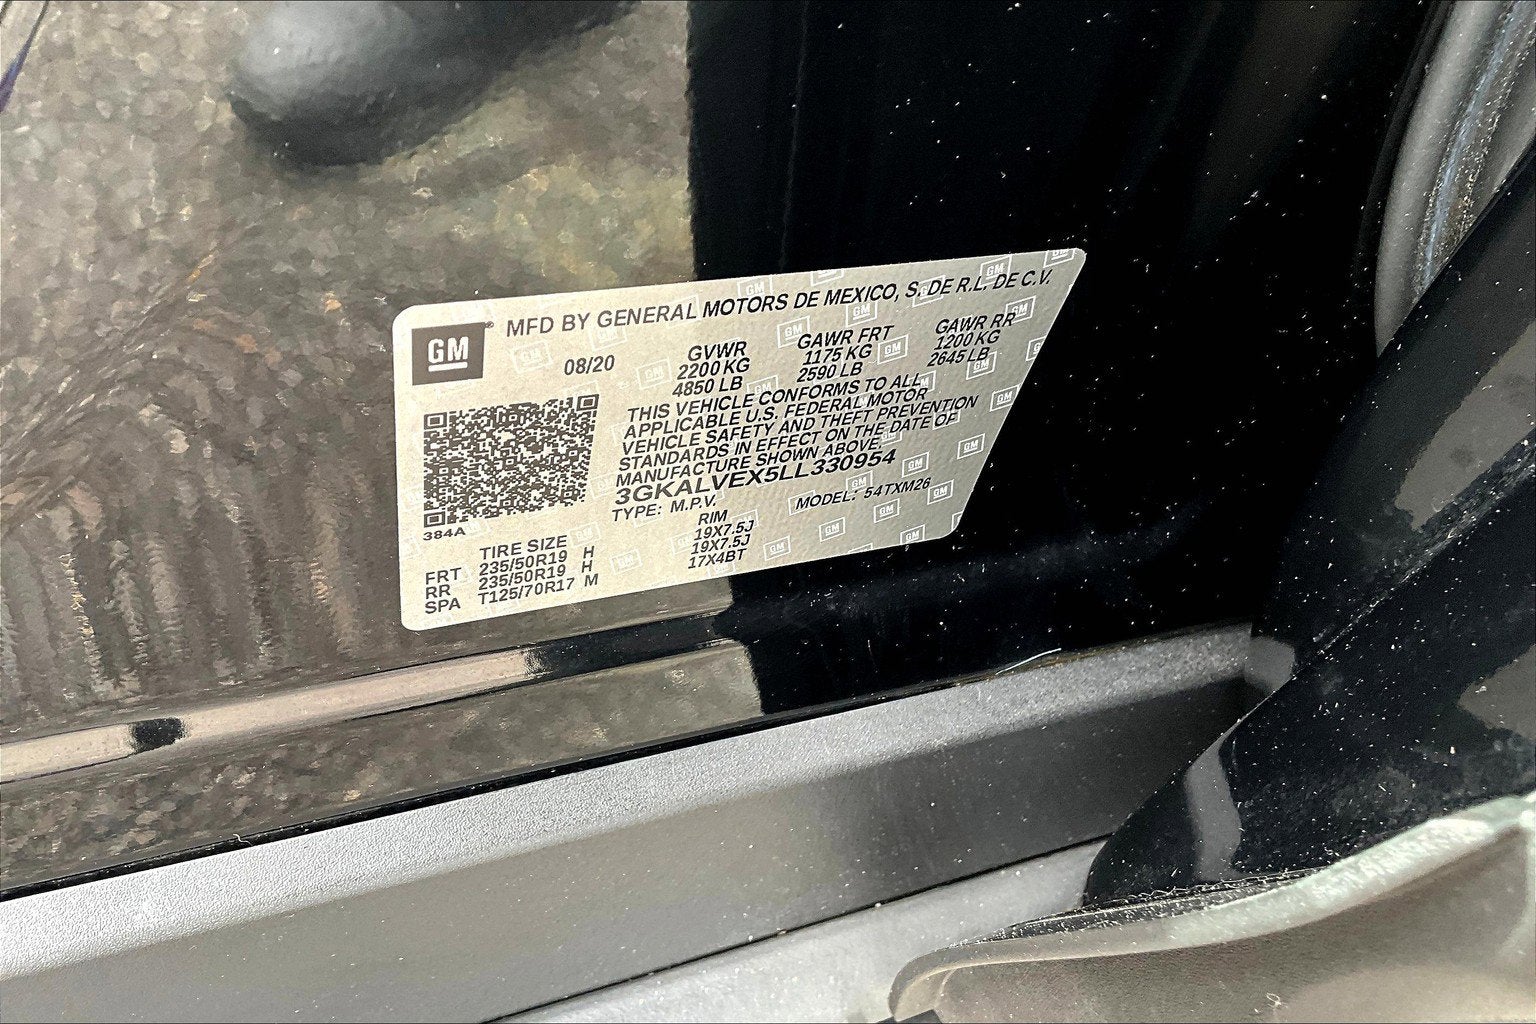 GM® MFD BY GENERAL MOTORS DE MEXICO, S. DE R.L. DE C.V.
08/20 GVWR GAWR FRT GAWR RR
2200 KG 1175 KG 1200 KG
4850 LB 2590 LB 2645 LB
THIS VEHICLE CONFORMS TO ALL
APPLICABLE U.S. FEDERAL MOTOR
VEHICLE SAFETY AND THEFT PREVENTION
STANDARDS IN EFFECT ON THE DATE OF
MANUFACTURE SHOWN ABOVE.
3GKALVEX5LL330954
TYPE: M.P.V. MODEL: 54TXM26
384A
TIRE SIZE RIM
FRT 235/50R19 H 19X7.5J
RR 235/50R19 H 19X7.5J
SPA T125/70R17 M 17X4BT